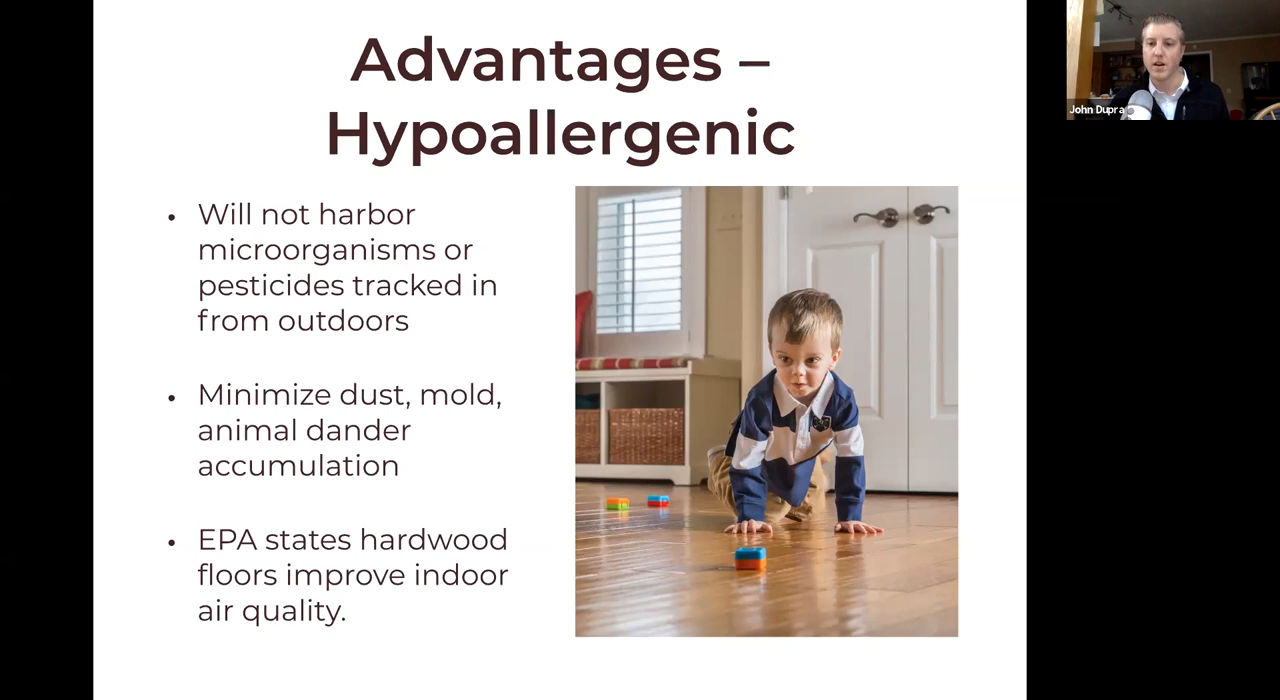 Advantages –
Hypoallergenic
• Will not harbor
microorganisms or
pesticides tracked in
from outdoors
• Minimize dust, mold,
animal dander
accumulation
• EPA states hardwood
floors improve indoor
air quality.
John